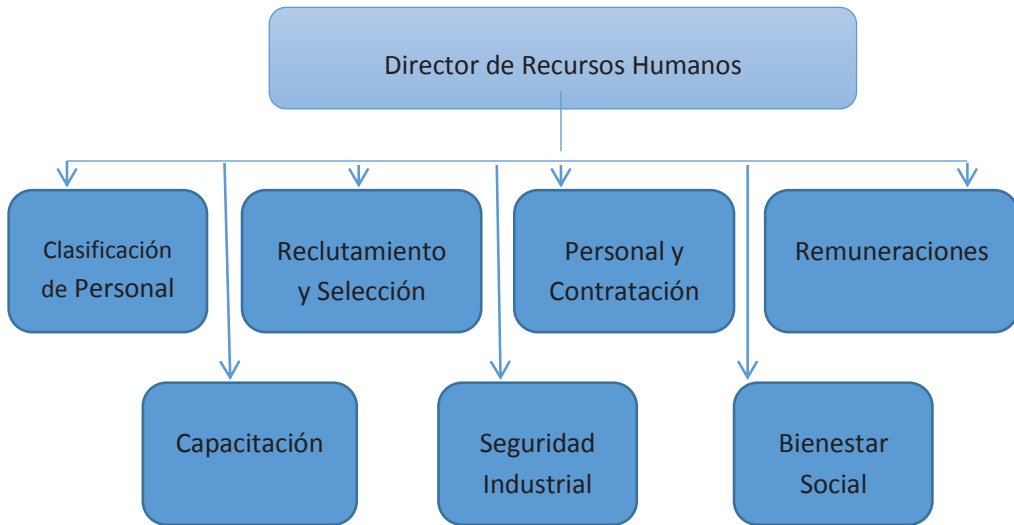 Director de Recursos Humanos
Clasificación
de Personal
Reclutamiento
y Selección
Personal y
Contratación
Remuneraciones
Capacitación
Seguridad
Industrial
Bienestar
Social